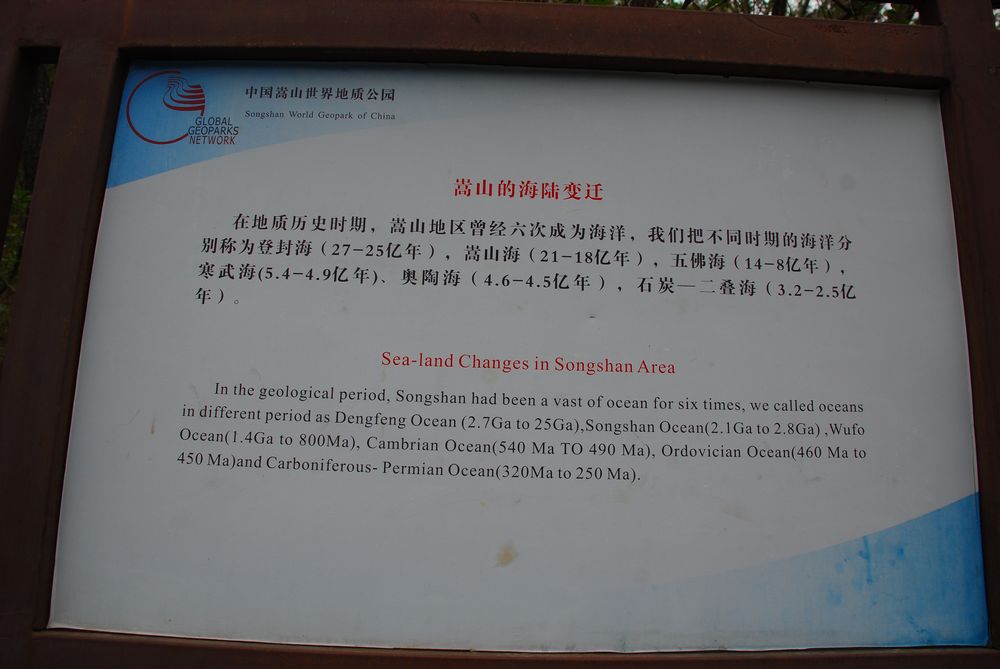 GLOBAL
GEOPARKS
NETWORK
中国嵩山世界地质公园
Songshan World Geopark of China
嵩山的海陆变迁
在地质历史时期，嵩山地区曾经六次成为海洋，我们把不同时期的海洋分
别称为登封海（27-25亿年），嵩山海（21-18亿年），五佛海（14-8亿年），
寒武海(5.4-4.9亿年)、奥陶海（4.6-4.5亿年），石炭—二叠海（3.2-2.5亿
年）。
Sea-land Changes in Songshan Area
In the geological period, Songshan had been a vast of ocean for six times, we called oceans
in different period as Dengfeng Ocean (2.7Ga to 25Ga),Songshan Ocean(2.1Ga to 2.8Ga) ,Wufo
Ocean(1.4Ga to 800Ma), Cambrian Ocean(540 Ma TO 490 Ma), Ordovician Ocean(460 Ma to
450 Ma)and Carboniferous- Permian Ocean(320Ma to 250 Ma).